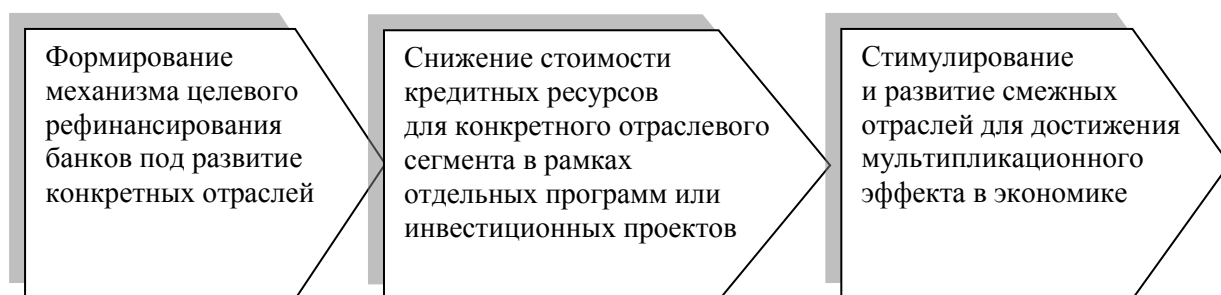 Формирование
механизма целевого
рефинансирования
банков под развитие
конкретных отраслей
Снижение стоимости
кредитных ресурсов
для конкретного отраслевого
сегмента в рамках
отдельных программ или
инвестиционных проектов
Стимулирование
и развитие смежных
отраслей для достижения
мультипликационного
эффекта в экономике